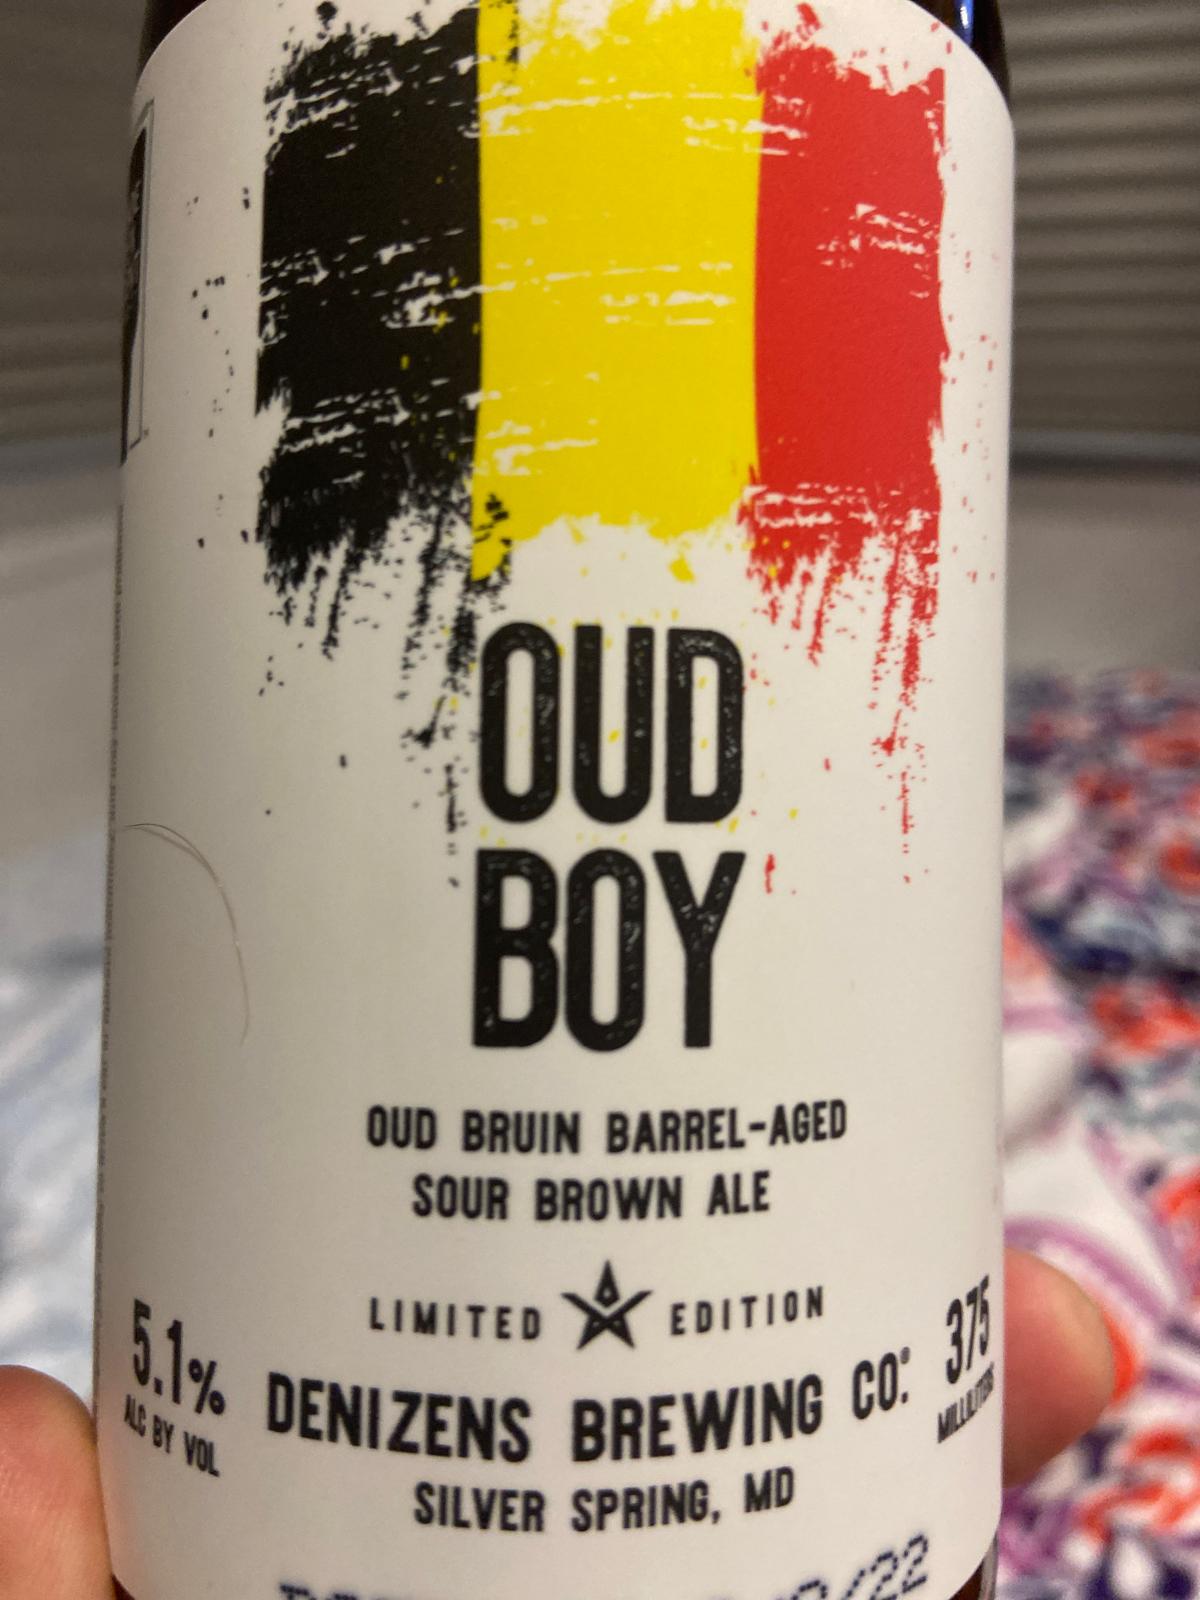 OUD
BOY
OUD BRUIN BARREL-AGED
SOUR BROWN ALE
LIMITED EDITION
5.1%
ALC BY VOL
DENIZENS BREWING CO.®
375
MILLILITERS
SILVER SPRING, MD
/22